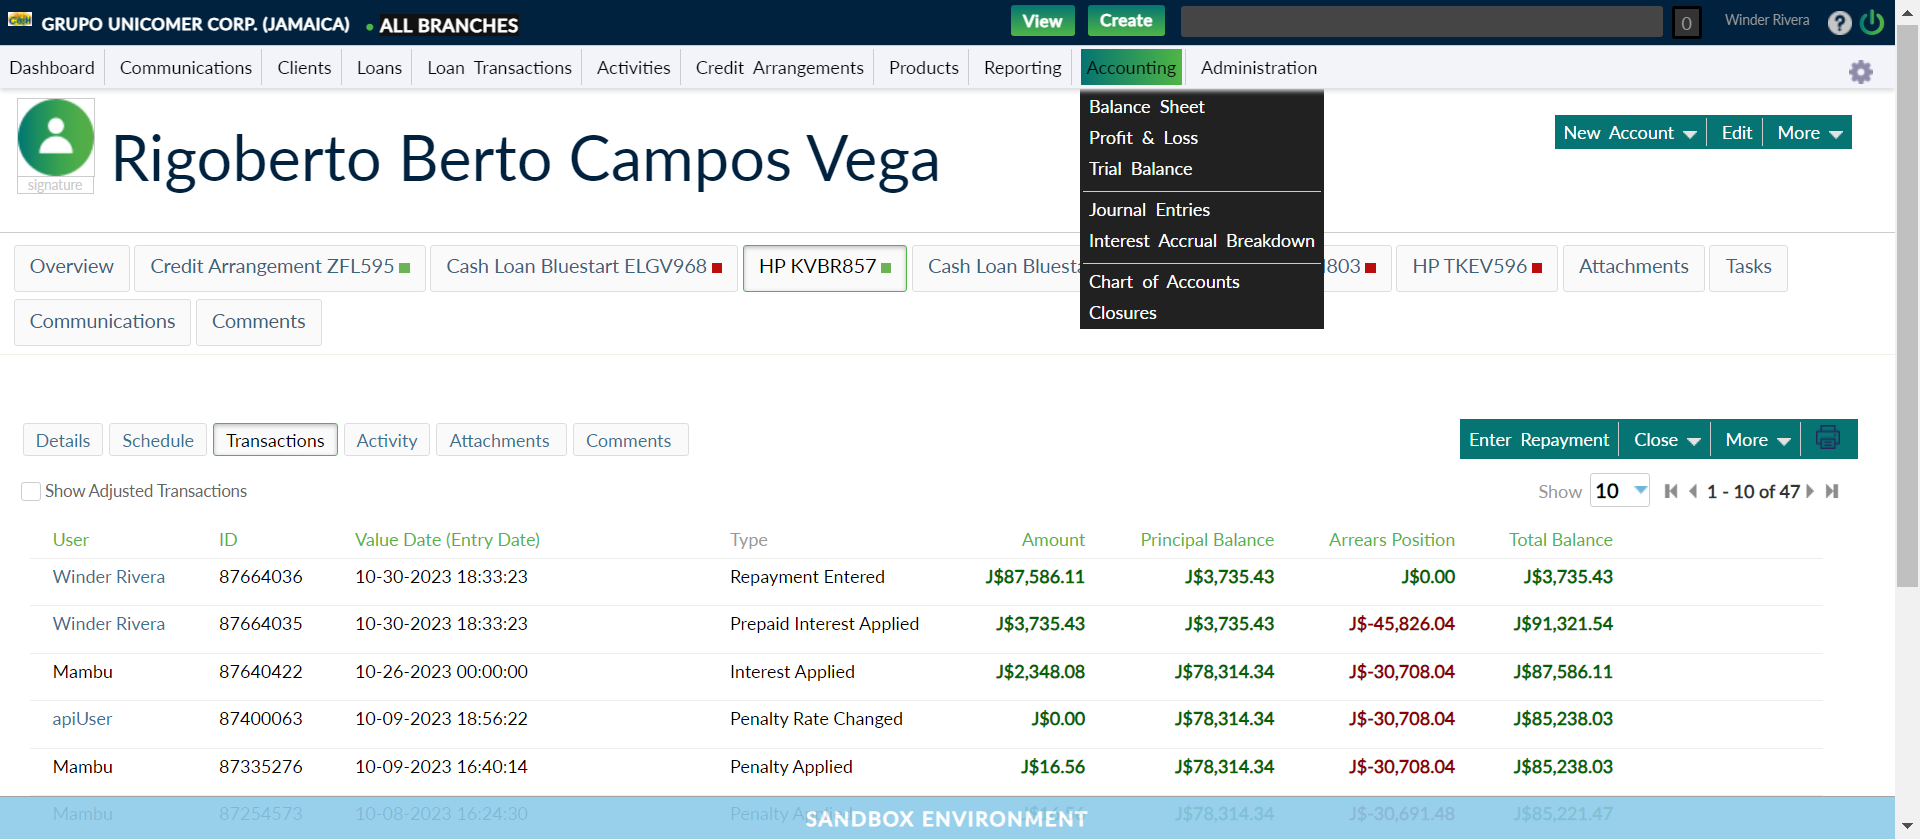 GRUPO UNICOMER CORP. (JAMAICA) ALL BRANCHES View Create 0 Winder Rivera ?
Dashboard Communications Clients Loans Loan Transactions Activities Credit Arrangements Products Reporting Accounting Administration
Balance Sheet
Profit & Loss
Trial Balance
Journal Entries
Interest Accrual Breakdown
Chart of Accounts
Closures
signature
Rigoberto Berto Campos Vega
New Account Edit More
Overview Credit Arrangement ZFL595 Cash Loan Bluestart ELGV968 HP KVBR857 Cash Loan 803 HP TKEV596 Attachments Tasks
Communications Comments
Details Schedule Transactions Activity Attachments Comments Enter Repayment Close More
Show Adjusted Transactions Show 10 1 - 10 of 47
User ID Value Date (Entry Date) Type Amount Principal Balance Arrears Position Total Balance
Winder Rivera 87664036 10-30-2023 18:33:23 Repayment Entered J$87,586.11 J$3,735.43 J$0.00 J$3,735.43
Winder Rivera 87664035 10-30-2023 18:33:23 Prepaid Interest Applied J$3,735.43 J$3,735.43 J$-45,826.04 J$91,321.54
Mambu 87640422 10-26-2023 00:00:00 Interest Applied J$2,348.08 J$78,314.34 J$-30,708.04 J$87,586.11
apiUser 87400063 10-09-2023 18:56:22 Penalty Rate Changed J$0.00 J$78,314.34 J$-30,708.04 J$85,238.03
Mambu 87335276 10-09-2023 16:40:14 Penalty Applied J$16.56 J$78,314.34 J$-30,708.04 J$85,238.03
Mambu 87254573 10-08-2023 16:24:30 Penalty J$78,314.34 J$-30,691.48 J$85,221.47
SANDBOX ENVIRONMENT